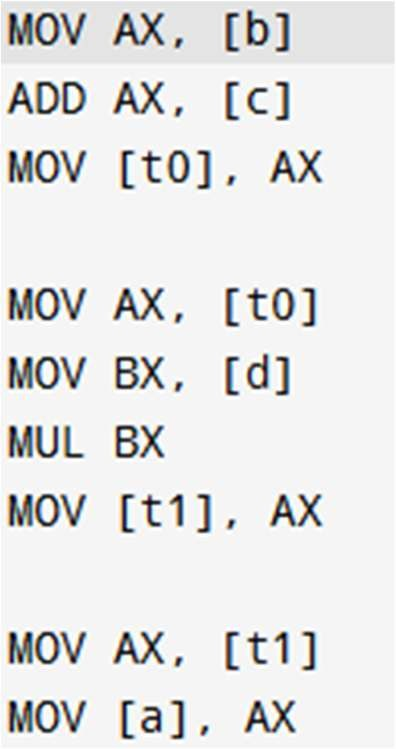 MOV AX, [b]
ADD AX, [c]
MOV [t0], AX
MOV AX, [t0]
MOV BX, [d]
MUL BX
MOV [t1], AX
MOV AX, [t1]
MOV [a], AX